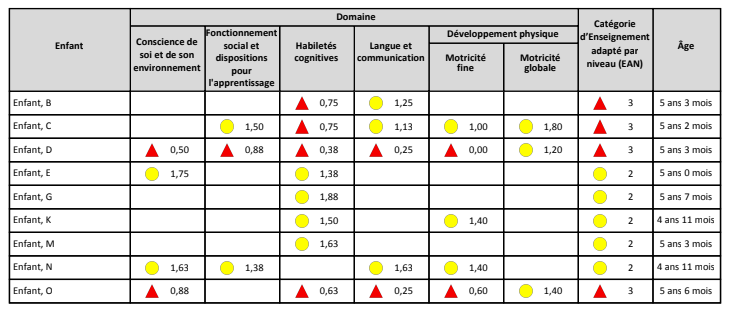 Enfant
Domaine
Catégorie
d'Enseignement
adapté par
niveau (EAN)
Âge
Conscience de
soi et de son
environnement
Fonctionnement
social et
dispositions
pour
l'apprentissage
Habiletés
cognitives
Langue et
communication
Développement physique
Motricité
fine
Motricité
globale
Enfant, B 0,75 1,25 3 5 ans 3 mois
Enfant, C 1,50 0,75 1,13 1,00 1,80 3 5 ans 2 mois
Enfant, D 0,50 0,88 0,38 0,25 0,00 1,20 3 5 ans 3 mois
Enfant, E 1,75 1,38 2 5 ans 0 mois
Enfant, G 1,88 2 5 ans 7 mois
Enfant, K 1,50 1,40 2 4 ans 11 mois
Enfant, M 1,63 2 5 ans 3 mois
Enfant, N 1,63 1,38 1,63 1,40 2 4 ans 11 mois
Enfant, O 0,88 0,63 0,25 0,60 1,40 3 5 ans 6 mois